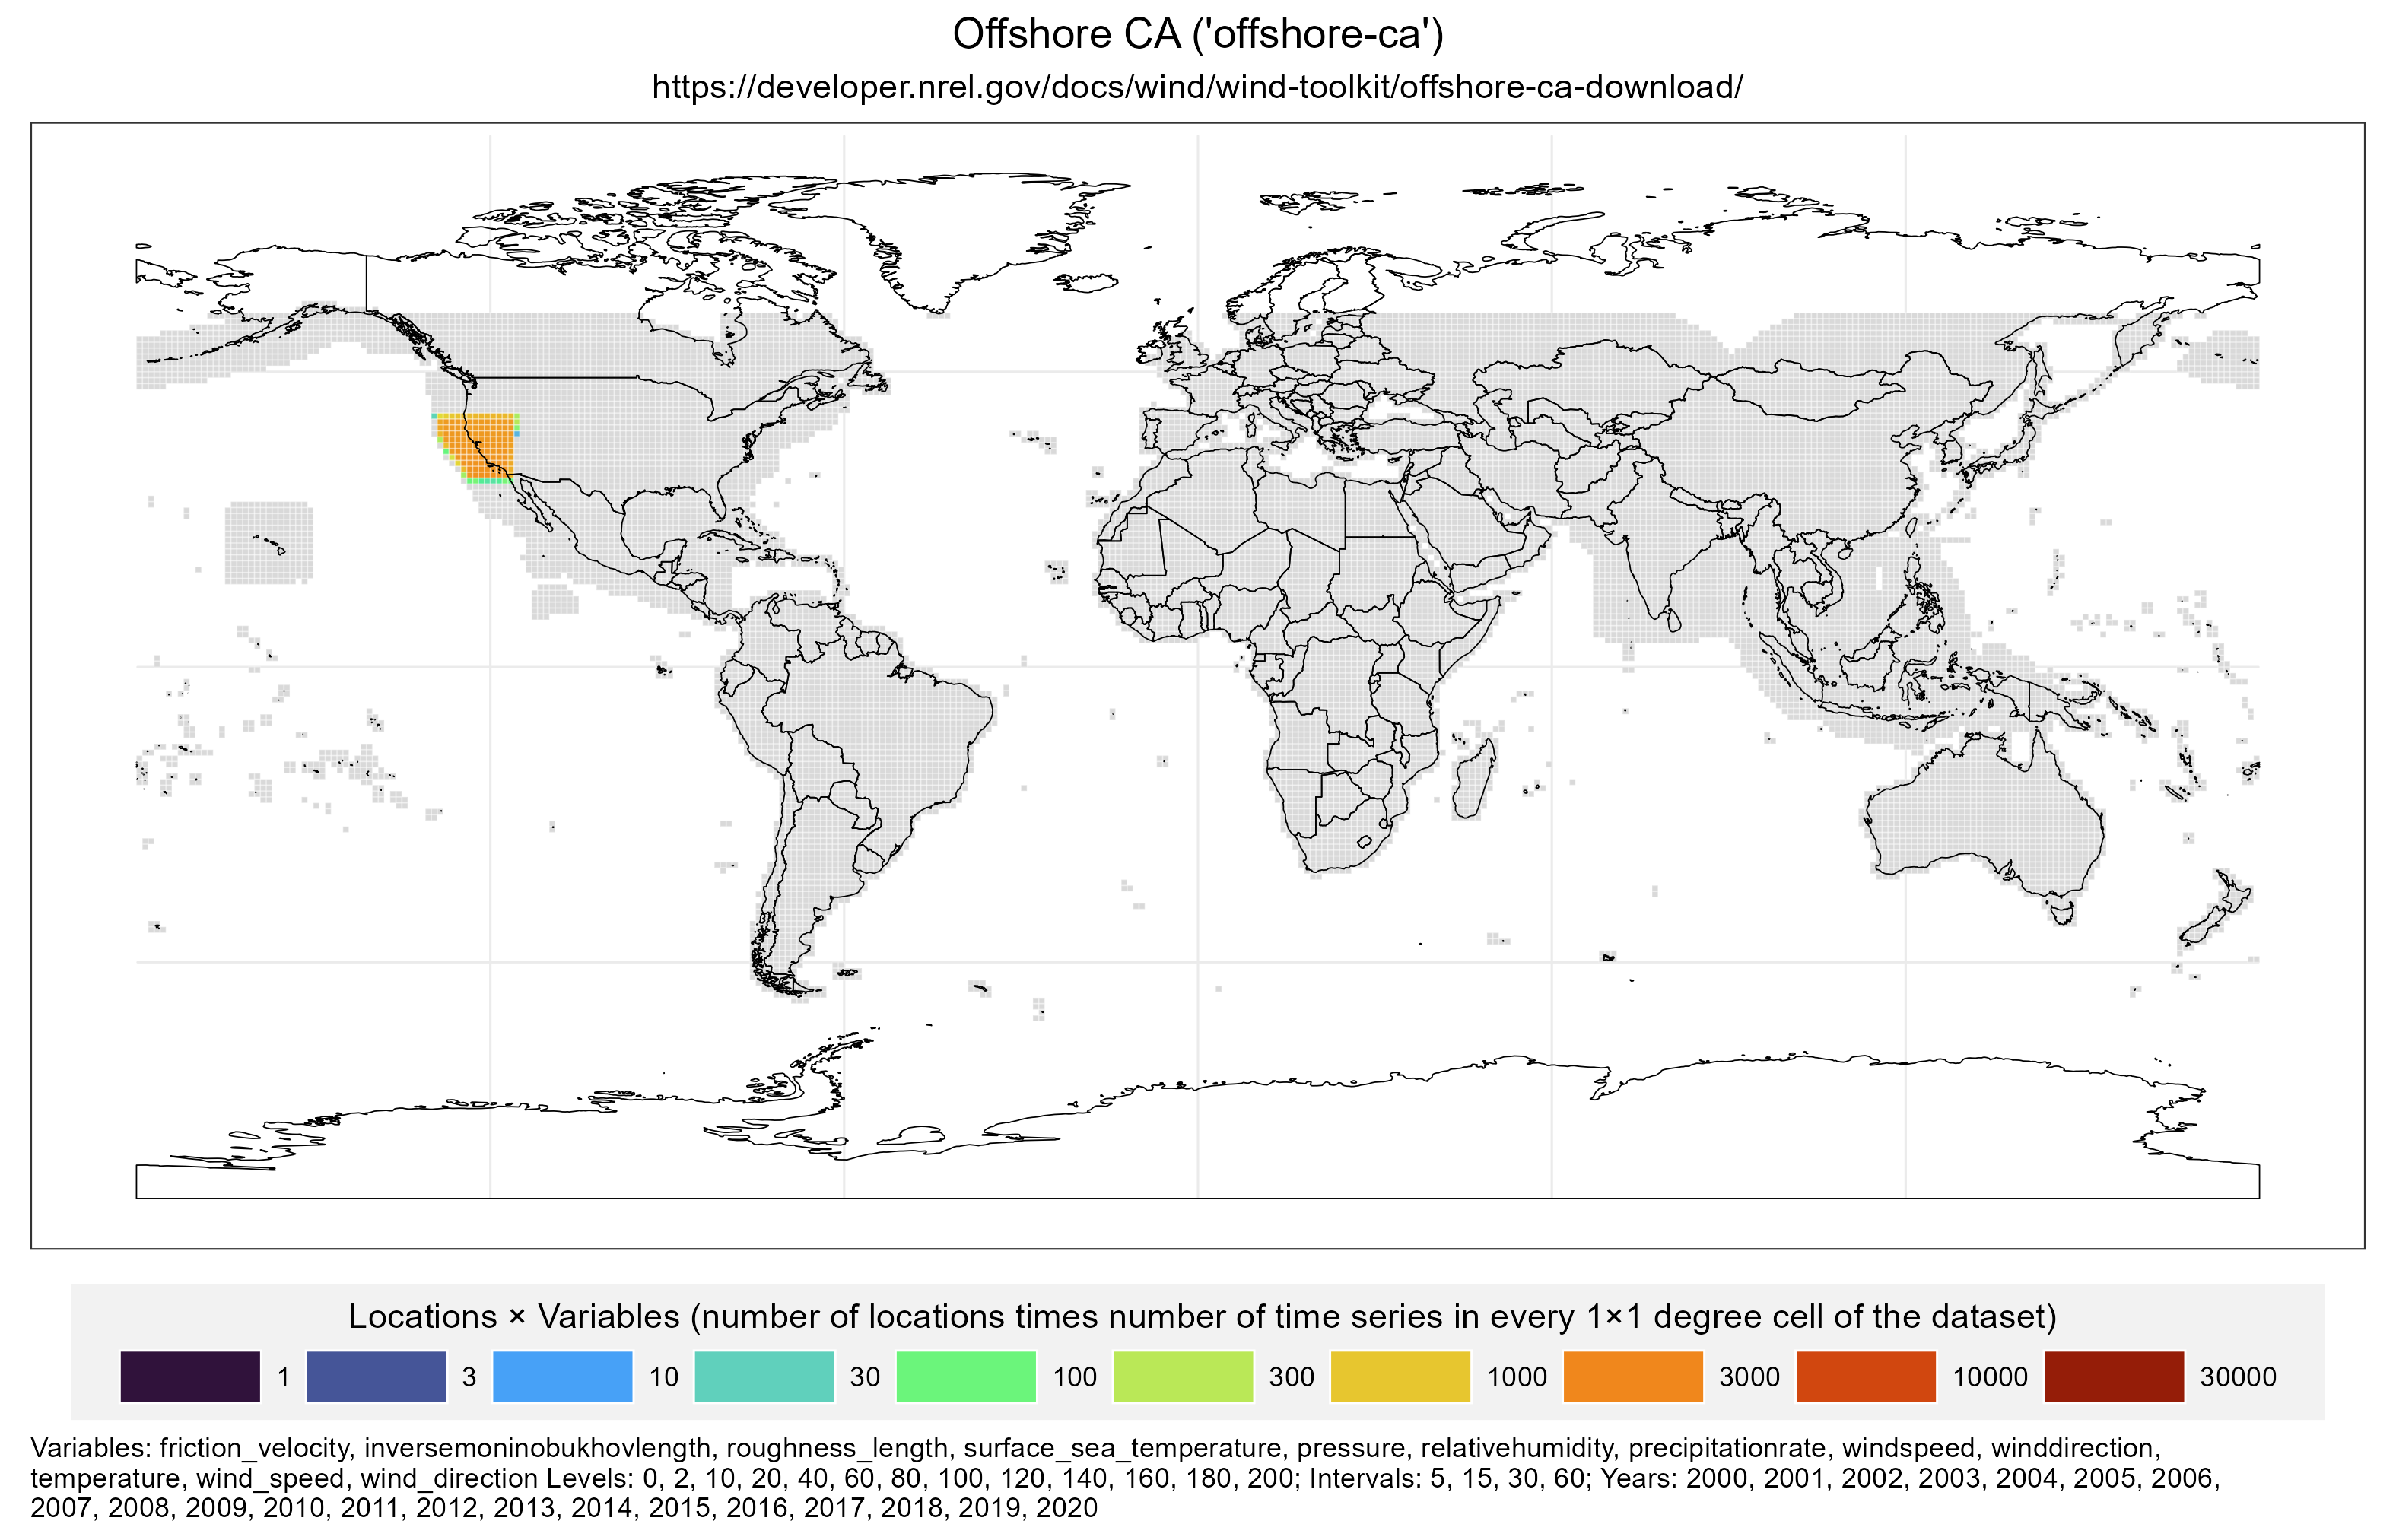 Offshore CA ('offshore-ca')
https://developer.nrel.gov/docs/wind/wind-toolkit/offshore-ca-download/
Locations × Variables (number of locations times number of time series in every 1×1 degree cell of the dataset)
1 3 10 30 100 300 1000 3000 10000 30000
Variables: friction_velocity, inversemoninobukhovlength, roughness_length, surface_sea_temperature, pressure, relativehumidity, precipitationrate, windspeed, winddirection,
temperature, wind_speed, wind_direction Levels: 0, 2, 10, 20, 40, 60, 80, 100, 120, 140, 160, 180, 200; Intervals: 5, 15, 30, 60; Years: 2000, 2001, 2002, 2003, 2004, 2005, 2006,
2007, 2008, 2009, 2010, 2011, 2012, 2013, 2014, 2015, 2016, 2017, 2018, 2019, 2020